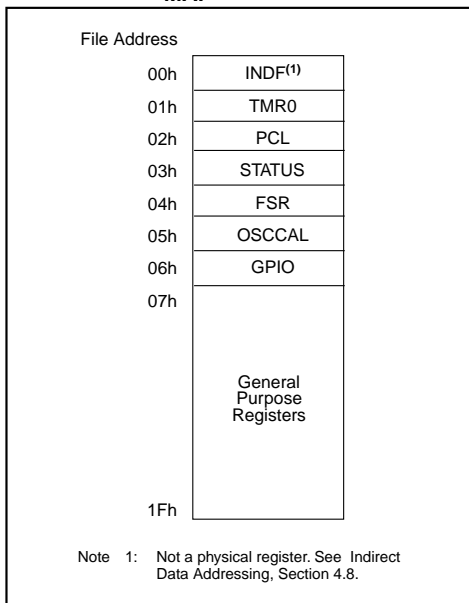 File Address
00h INDF(1)
01h TMR0
02h PCL
03h STATUS
04h FSR
05h OSCCAL
06h GPIO
07h
General
Purpose
Registers
1Fh
Note 1: Not a physical register. See Indirect
Data Addressing, Section 4.8.